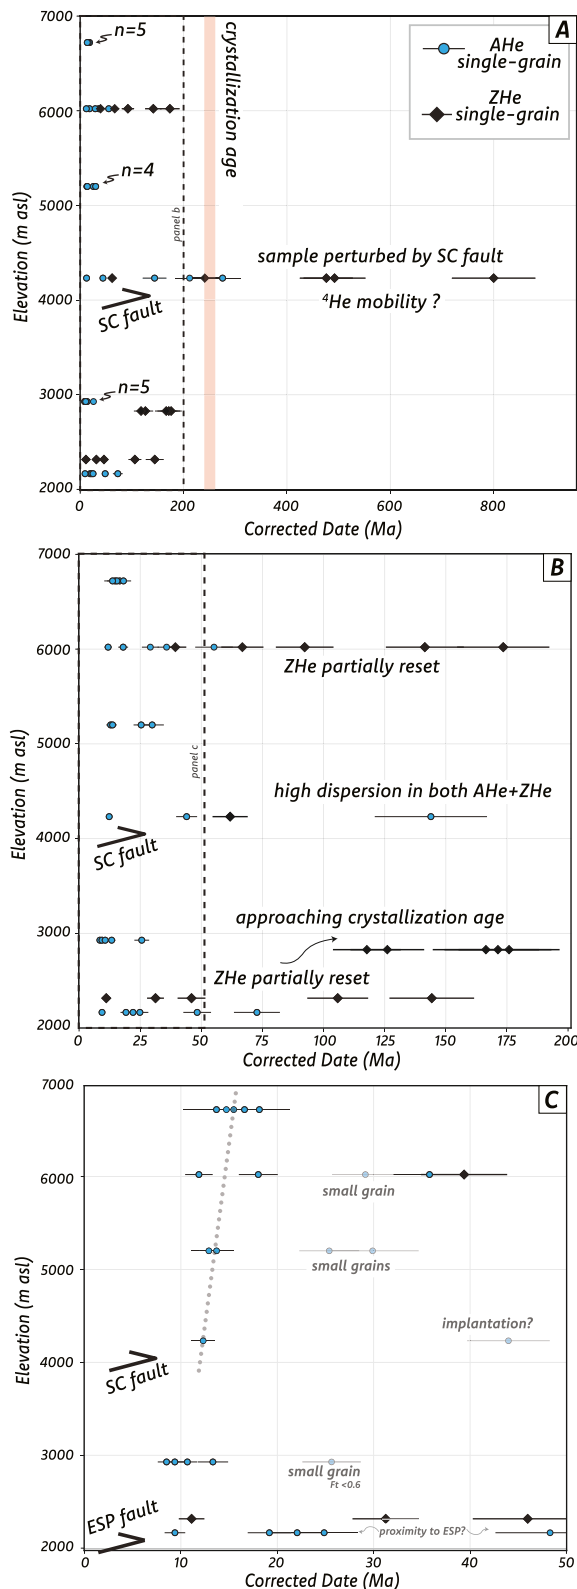 A
AHe
single-grain
ZHe
single-grain
n=5
n=4
n=5
crystallization age
panel b
sample perturbed by SC fault
⁴He mobility ?
SC fault
7000
6000
5000
4000
3000
2000
Elevation (m asl)
0
200
400
600
800
Corrected Date (Ma)
B
ZHe partially reset
panel c
high dispersion in both AHe+ZHe
SC fault
approaching crystallization age
ZHe partially reset
7000
6000
5000
4000
3000
2000
Elevation (m asl)
0
25
50
75
100
125
150
175
200
Corrected Date (Ma)
C
small grain
small grains
implantation?
SC fault
small grain
Ft <0.6
ESP fault
proximity to ESP?
7000
6000
5000
4000
3000
2000
Elevation (m asl)
0
10
20
30
40
50
Corrected Date (Ma)